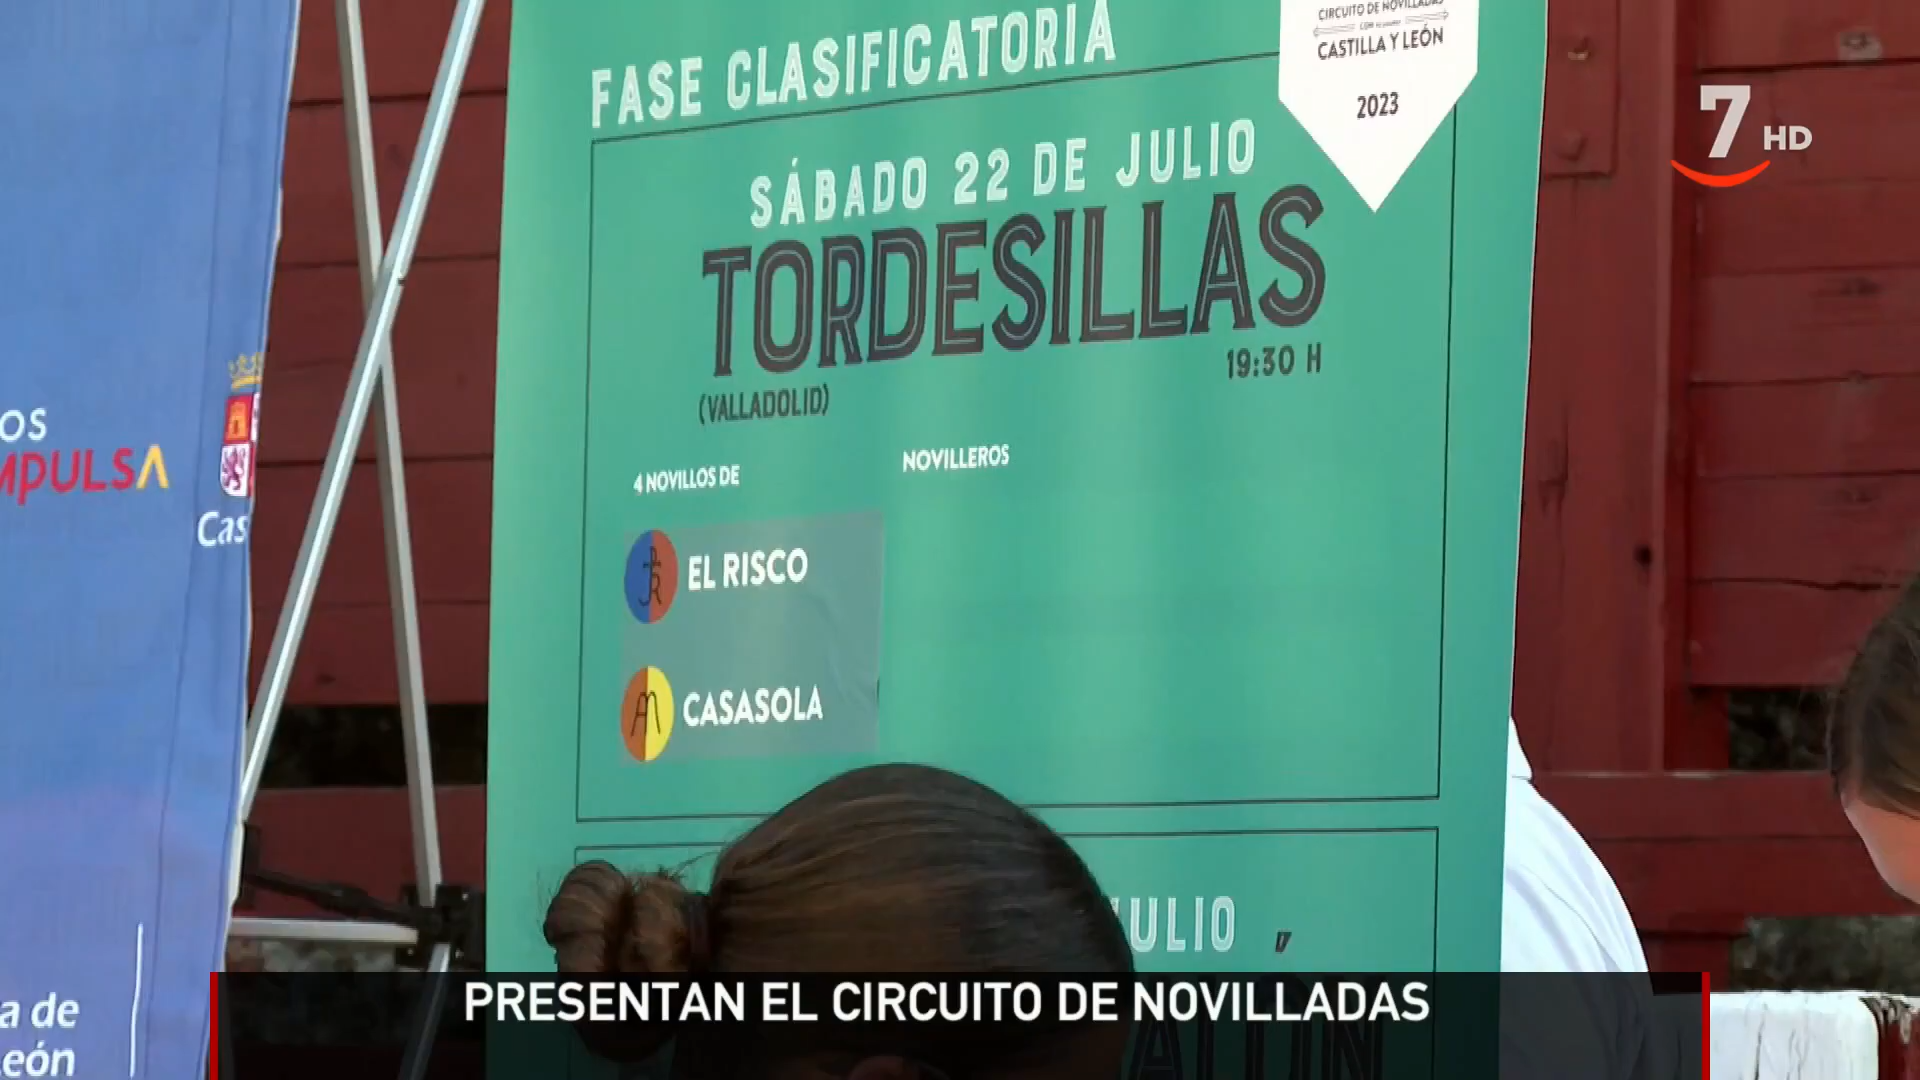 FASE CLASIFICATORIA
CIRCUITO DE NOVILLADAS
CASTILLA Y LEÓN
2023
7 HD
SÁBADO 22 DE JULIO
TORDESILLAS
19:30 H
(VALLADOLID)
4 NOVILLOS DE
NOVILLEROS
EL RISCO
CASASOLA
OS
MPULSA
Cas
JULIO
a de
León
PRESENTAN EL CIRCUITO DE NOVILLADAS